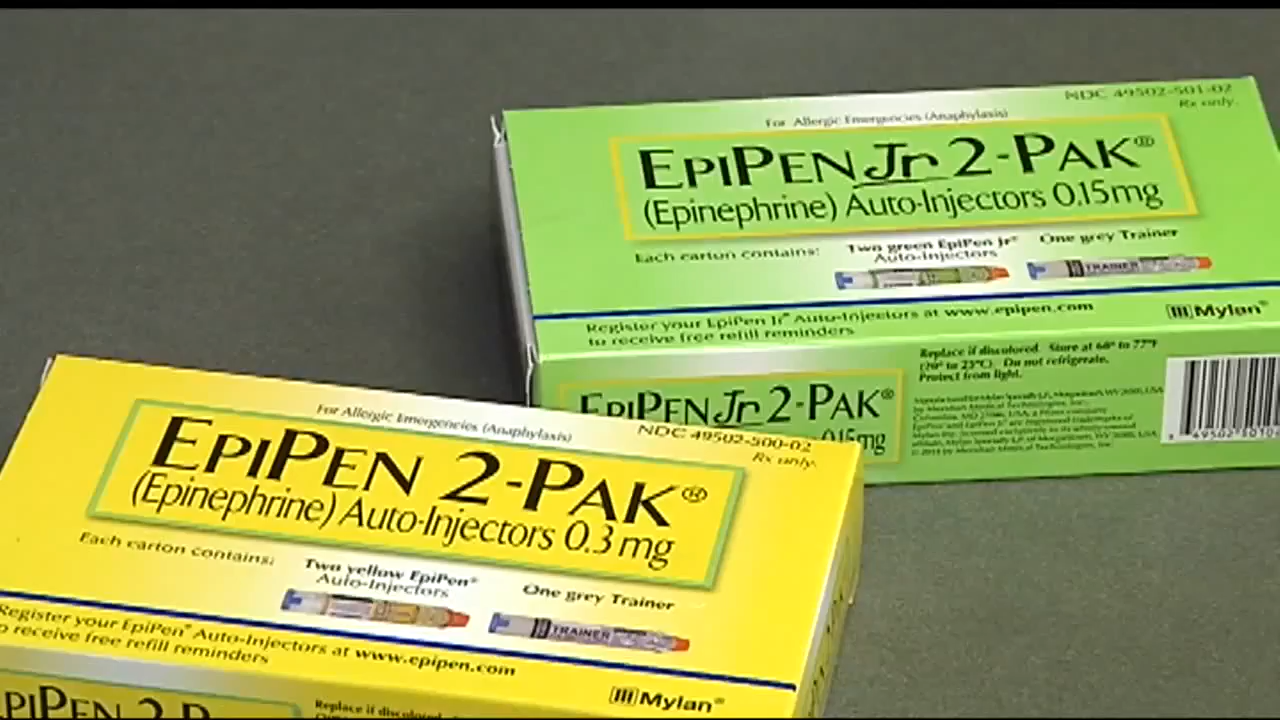 NDC 49502-501-02
Rx only.
For Allergic Emergencies (Anaphylaxis)
EPIPEN Jr 2-PAK®
(Epinephrine) Auto-Injectors 0.15mg
Each carton contains:
Two green EpiPen Jr®
Auto-Injectors
One grey Trainer
TRAINER
Register your EpiPen Jr® Auto-Injectors at www.epipen.com
to receive free refill reminders
Mylan®
Replace if discolored. Store at 68° to 77°F
(20° to 25°C). Do not refrigerate.
Protect from light.
EPIPEN Jr 2-PAK®
0.15mg
For Allergic Emergencies (Anaphylaxis)
NDC 49502-500-02
Rx only.
EPIPEN 2-PAK®
(Epinephrine) Auto-Injectors 0.3 mg
Each carton contains:
Two yellow EpiPen®
Auto-Injectors
One grey Trainer
TRAINER
Register your EpiPen® Auto-Injectors at www.epipen.com
to receive free refill reminders
Mylan®
Replace if discolored.